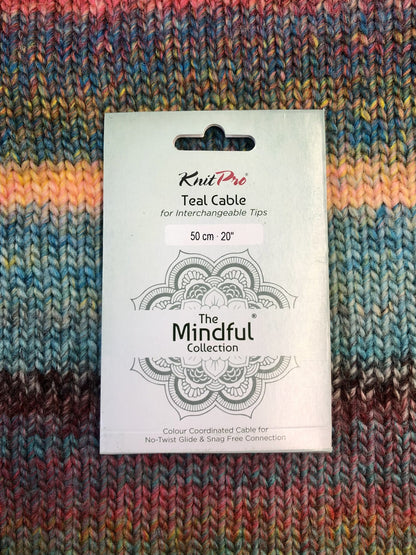 KnitPro®
Teal Cable
for Interchangeable Tips
50 cm · 20"
The
Mindful®
Collection
Colour Coordinated Cable for
No-Twist Glide & Snag Free Connection